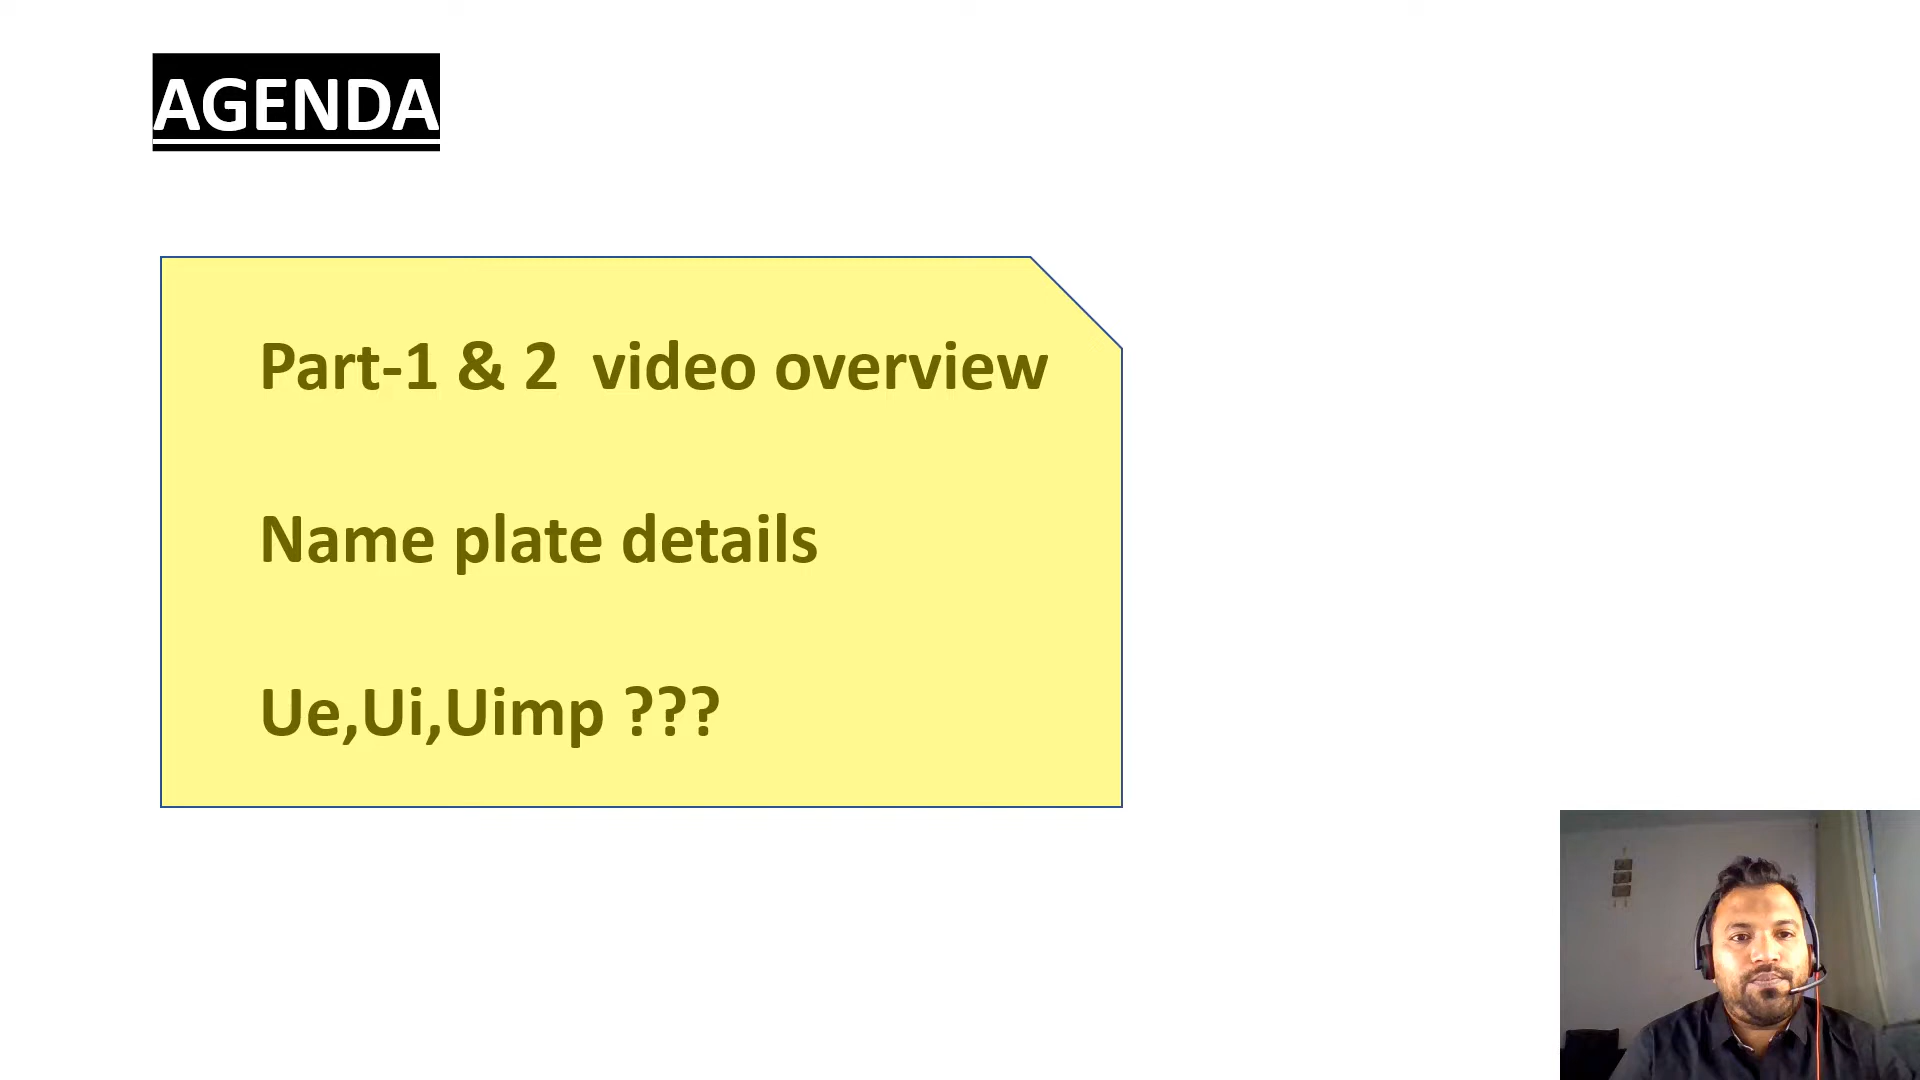 AGENDA
Part-1 & 2 video overview
Name plate details
Ue,Ui,Uimp ???